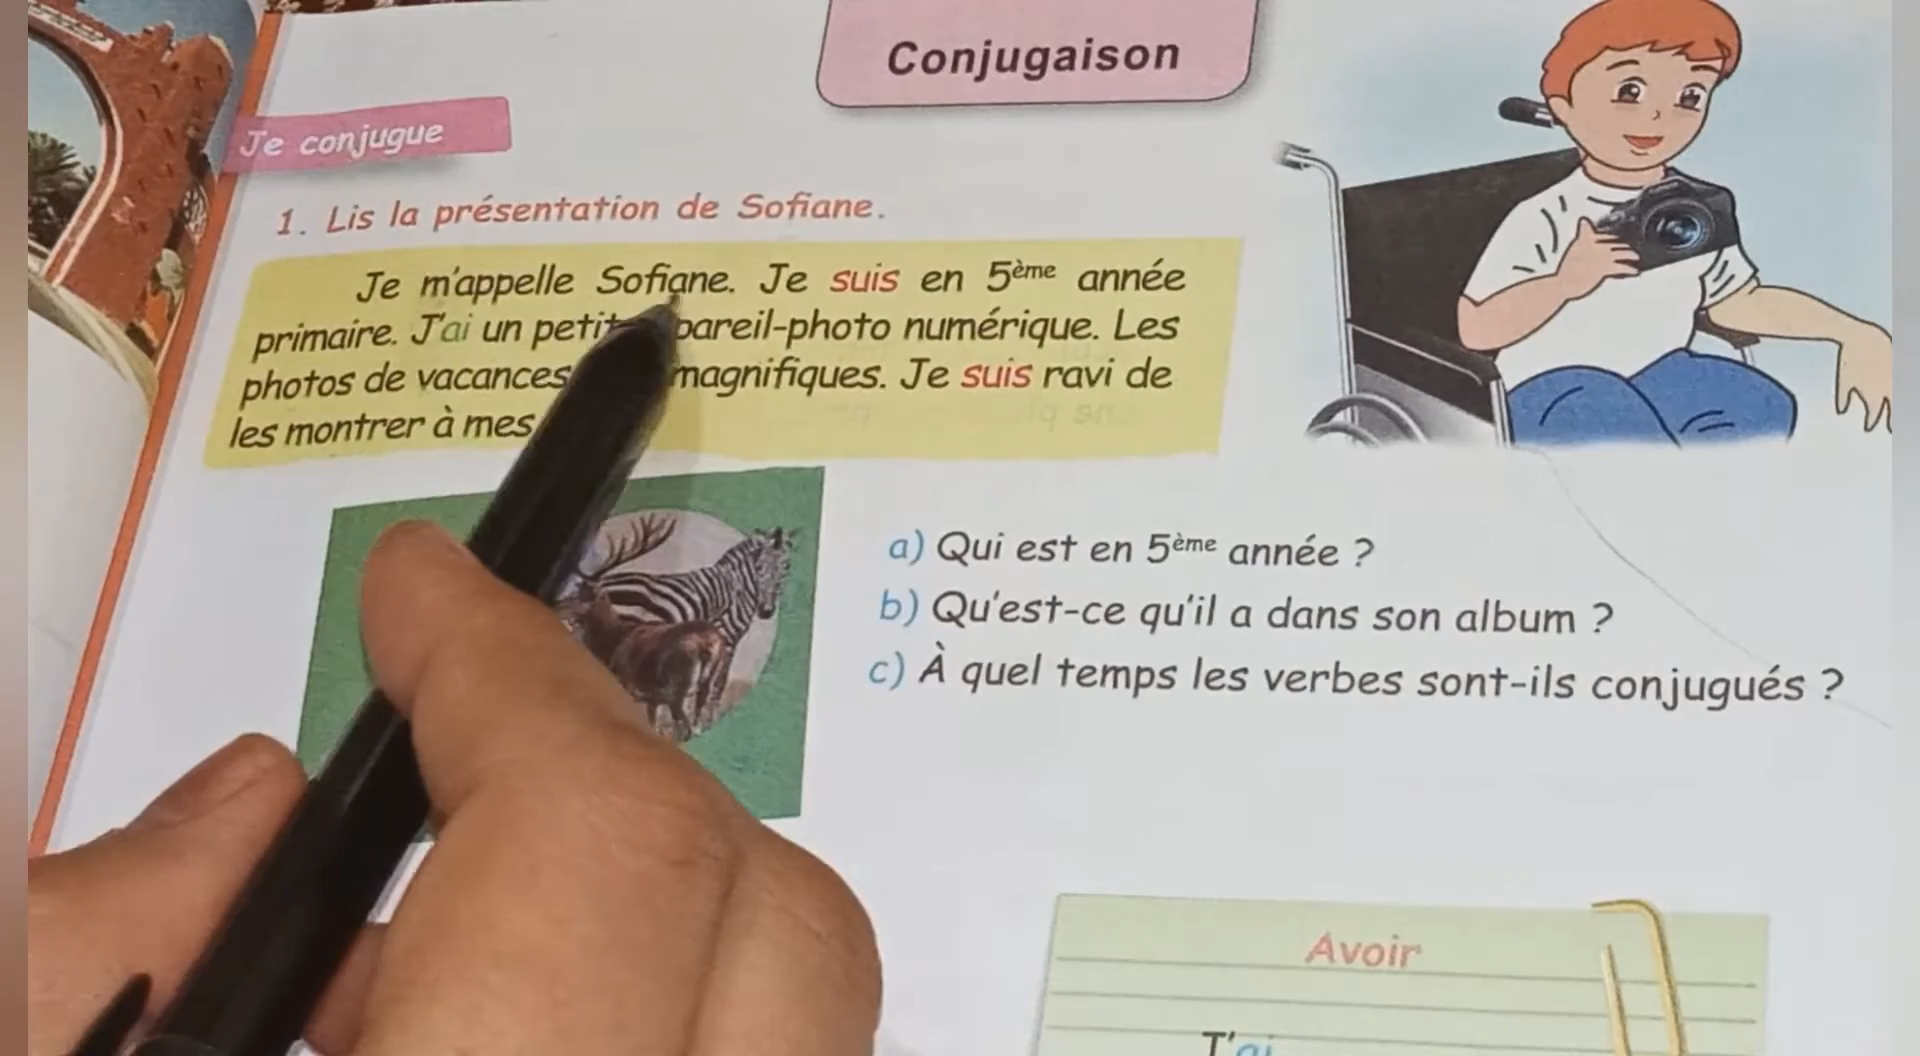 Conjugaison
Je conjugue
1. Lis la présentation de Sofiane.
Je m'appelle Sofiane. Je suis en 5ème année
primaire. J'ai un petit pareil-photo numérique. Les
photos de vacances magnifiques. Je suis ravi de
les montrer à mes
a) Qui est en 5ème année ?
b) Qu'est-ce qu'il a dans son album ?
c) À quel temps les verbes sont-ils conjugués ?
Avoir
J'ai